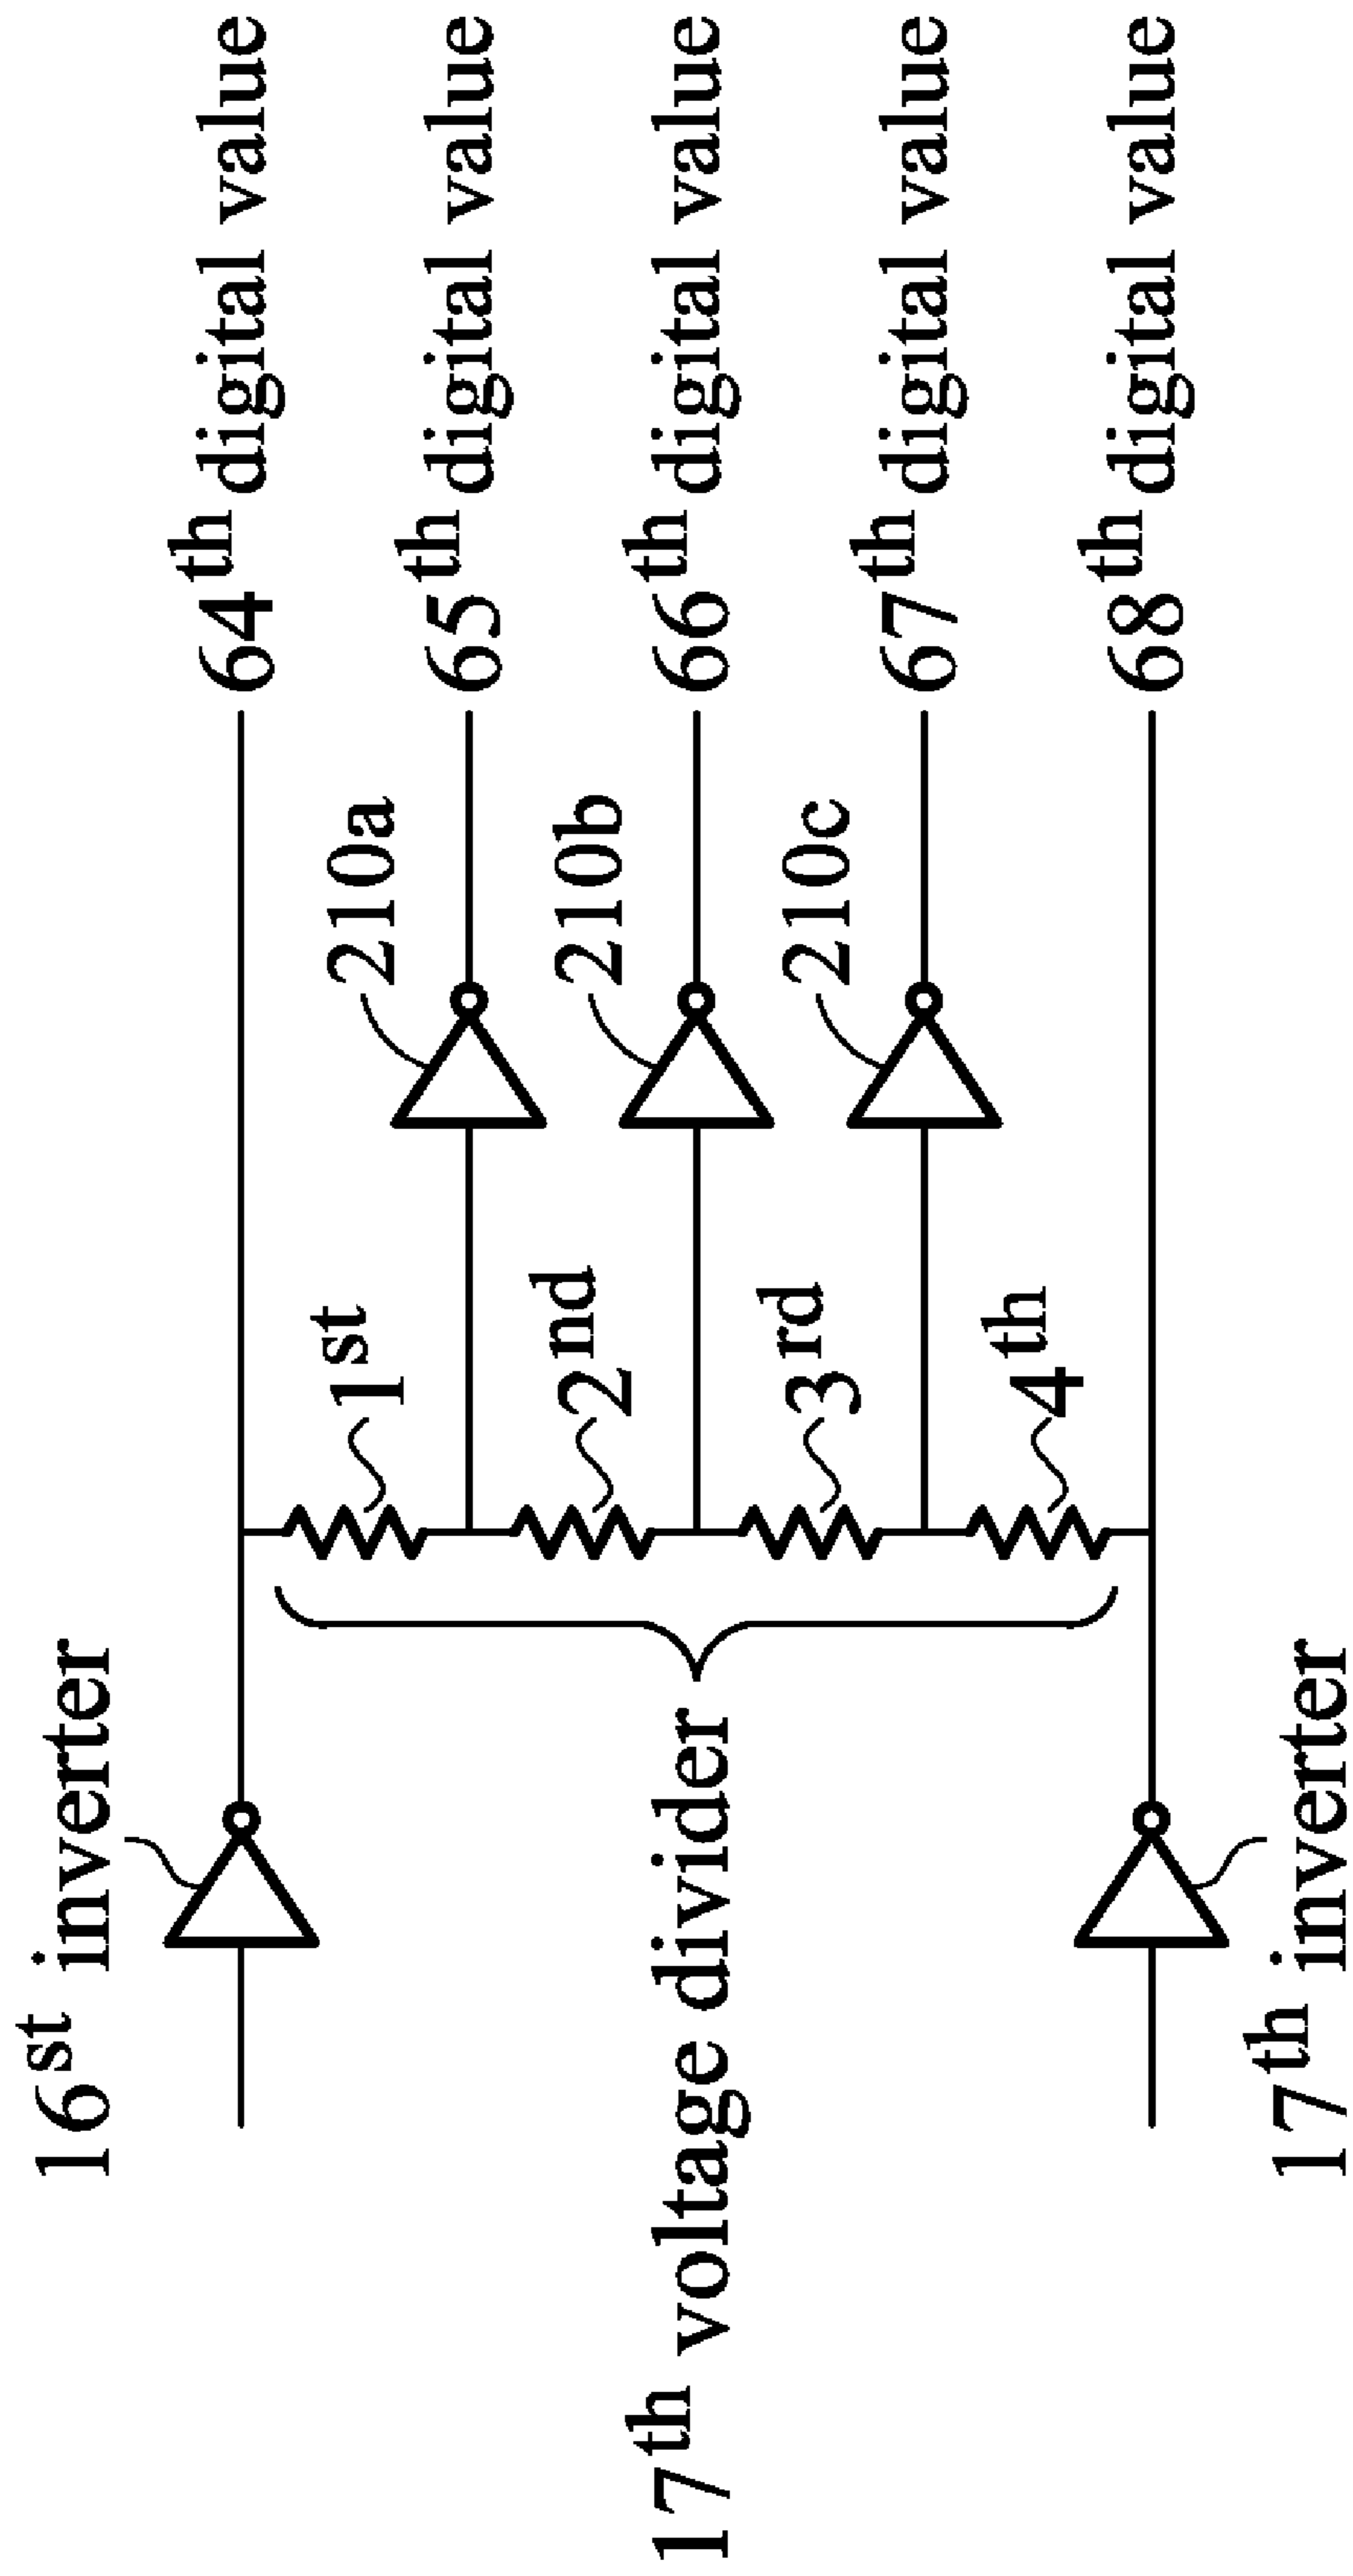 16st inverter
64th digital value
1st
210a
65th digital value
2nd
210b
66th digital value
17th voltage divider
3rd
210c
67th digital value
4th
68th digital value
17th inverter